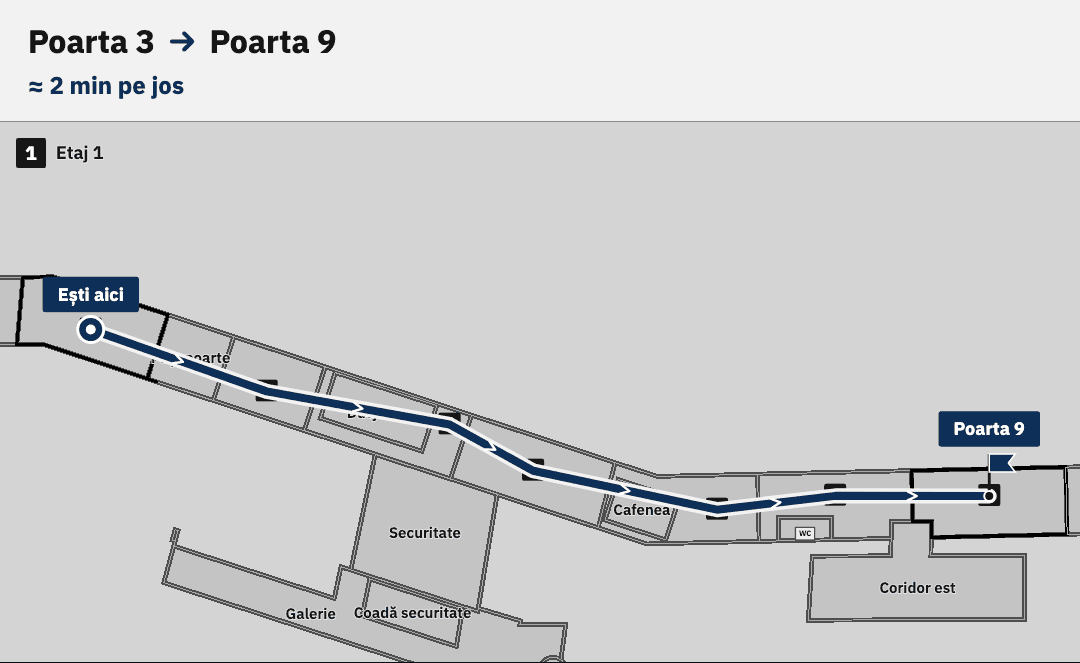 Poarta 3 → Poarta 9
≈ 2 min pe jos
1 Etaj 1
Ești aici
Poarta 9
Cafenea
wc
Securitate
Coridor est
Galerie
Coadă securitate